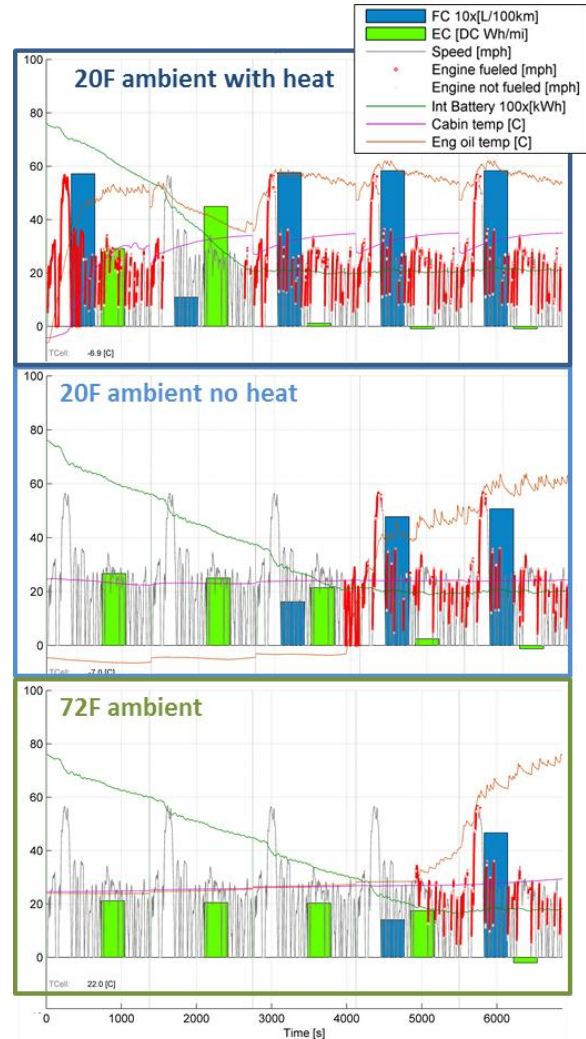 FC 10x[L/100km]
EC [DC Wh/mi]
Speed [mph]
Engine fueled [mph]
Engine not fueled [mph]
Int Battery 100x[kWh]
Cabin temp [C]
Eng oil temp [C]
20F ambient with heat
100
80
60
40
20
0
TCell: -6.9 [C]
20F ambient no heat
100
80
60
40
20
0
TCell: -7.0 [C]
72F ambient
100
80
60
40
20
0
TCell: 22.0 [C]
0 1000 2000 3000 4000 5000 6000
Time [s]